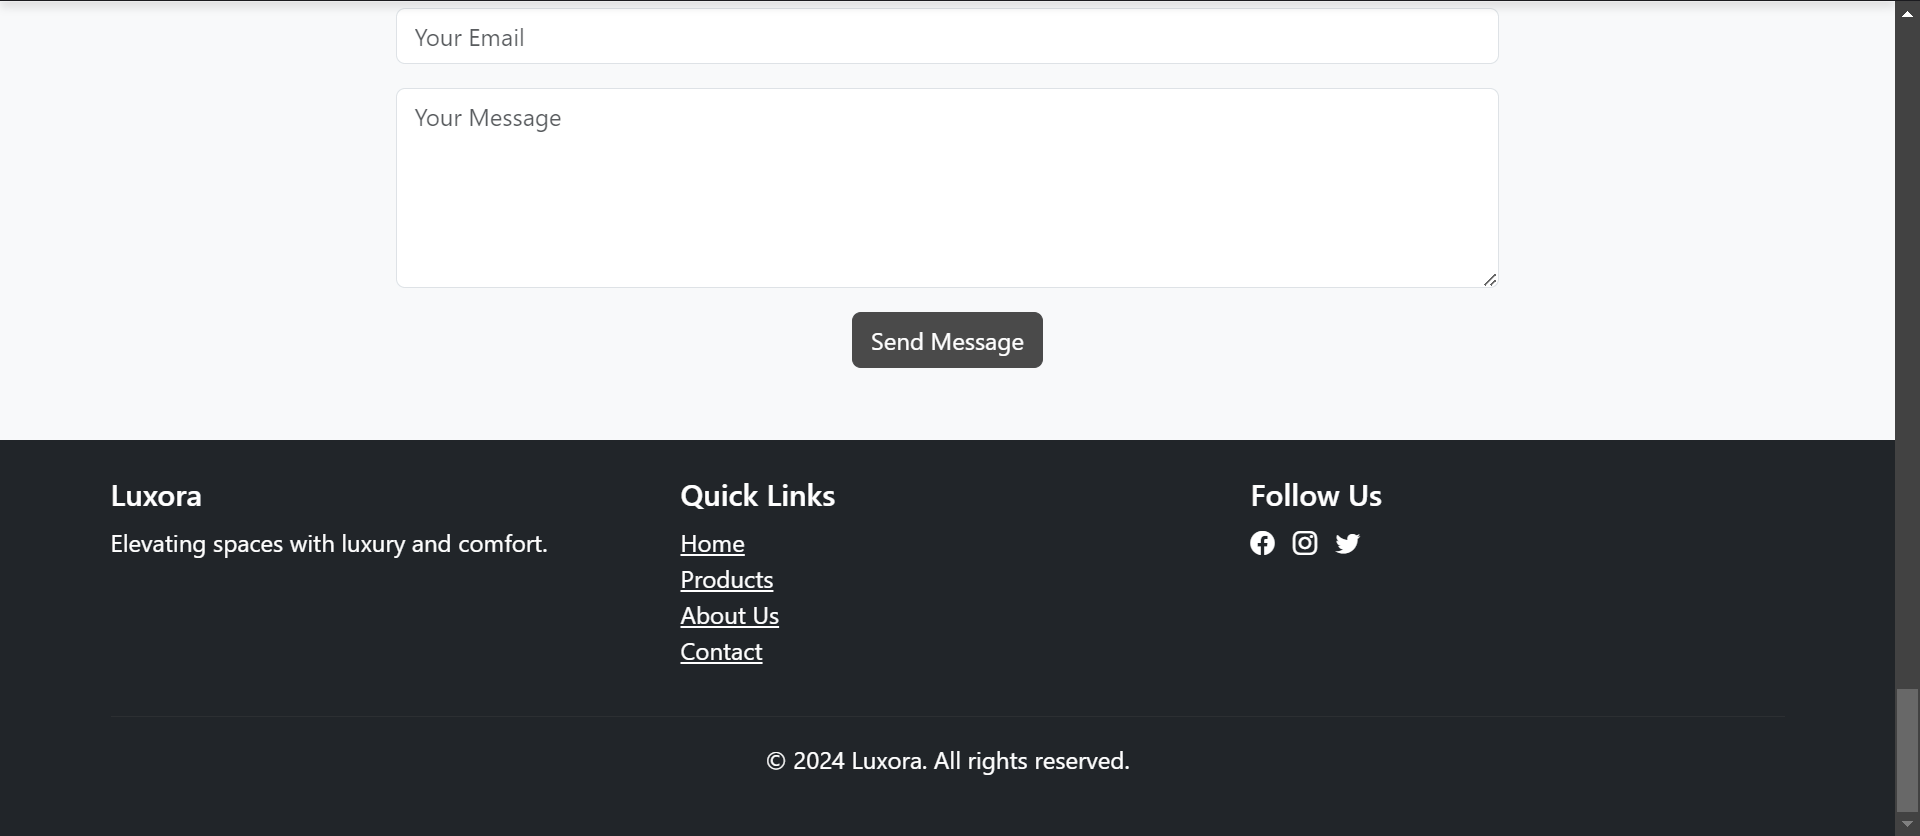 Your Email
Your Message
Send Message
Luxora
Elevating spaces with luxury and comfort.
Quick Links
Home
Products
About Us
Contact
Follow Us
© 2024 Luxora. All rights reserved.